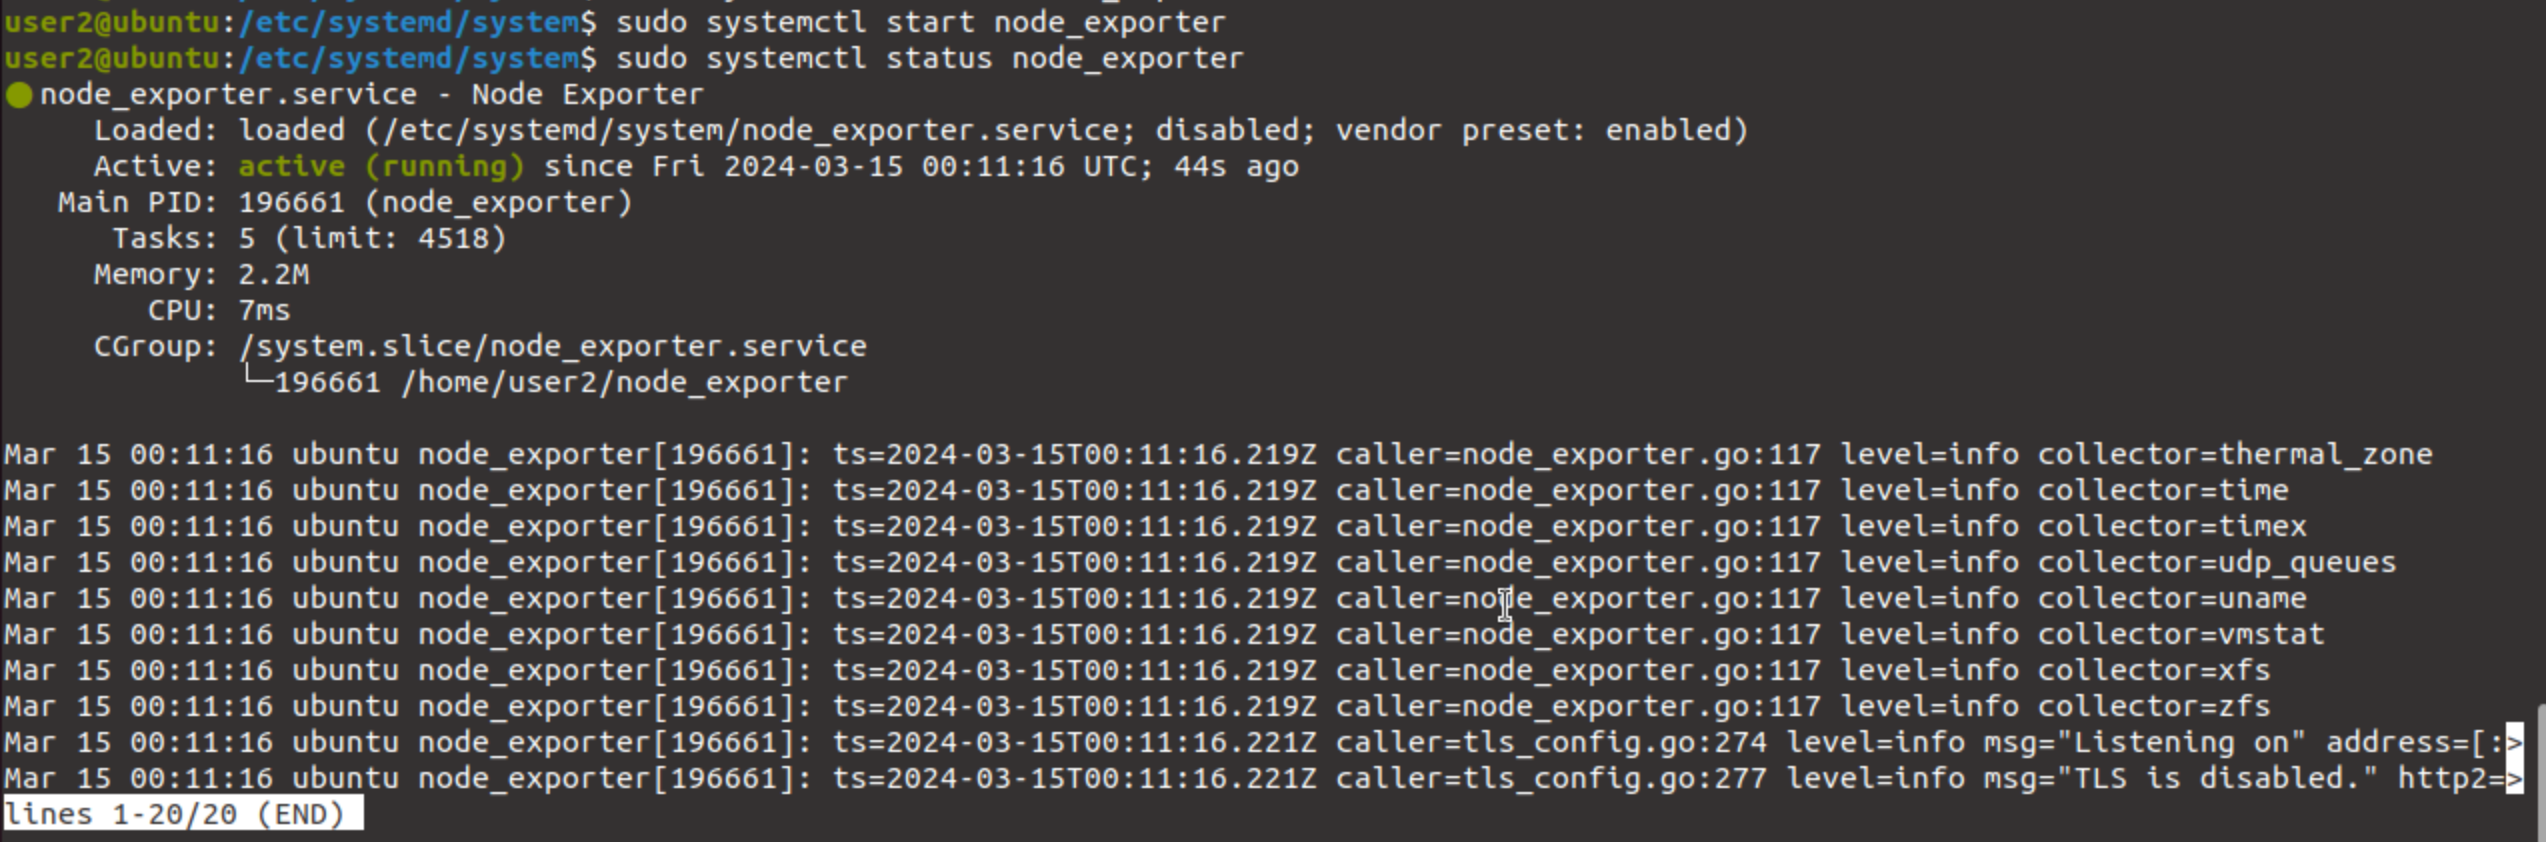 user2@ubuntu:/etc/systemd/system$ sudo systemctl start node_exporter
user2@ubuntu:/etc/systemd/system$ sudo systemctl status node_exporter
● node_exporter.service - Node Exporter
     Loaded: loaded (/etc/systemd/system/node_exporter.service; disabled; vendor preset: enabled)
     Active: active (running) since Fri 2024-03-15 00:11:16 UTC; 44s ago
   Main PID: 196661 (node_exporter)
      Tasks: 5 (limit: 4518)
     Memory: 2.2M
        CPU: 7ms
     CGroup: /system.slice/node_exporter.service
             └─196661 /home/user2/node_exporter
Mar 15 00:11:16 ubuntu node_exporter[196661]: ts=2024-03-15T00:11:16.219Z caller=node_exporter.go:117 level=info collector=thermal_zone
Mar 15 00:11:16 ubuntu node_exporter[196661]: ts=2024-03-15T00:11:16.219Z caller=node_exporter.go:117 level=info collector=time
Mar 15 00:11:16 ubuntu node_exporter[196661]: ts=2024-03-15T00:11:16.219Z caller=node_exporter.go:117 level=info collector=timex
Mar 15 00:11:16 ubuntu node_exporter[196661]: ts=2024-03-15T00:11:16.219Z caller=node_exporter.go:117 level=info collector=udp_queues
Mar 15 00:11:16 ubuntu node_exporter[196661]: ts=2024-03-15T00:11:16.219Z caller=node_exporter.go:117 level=info collector=uname
Mar 15 00:11:16 ubuntu node_exporter[196661]: ts=2024-03-15T00:11:16.219Z caller=node_exporter.go:117 level=info collector=vmstat
Mar 15 00:11:16 ubuntu node_exporter[196661]: ts=2024-03-15T00:11:16.219Z caller=node_exporter.go:117 level=info collector=xfs
Mar 15 00:11:16 ubuntu node_exporter[196661]: ts=2024-03-15T00:11:16.219Z caller=node_exporter.go:117 level=info collector=zfs
Mar 15 00:11:16 ubuntu node_exporter[196661]: ts=2024-03-15T00:11:16.221Z caller=tls_config.go:274 level=info msg="Listening on" address=[:>
Mar 15 00:11:16 ubuntu node_exporter[196661]: ts=2024-03-15T00:11:16.221Z caller=tls_config.go:277 level=info msg="TLS is disabled." http2=>
lines 1-20/20 (END)